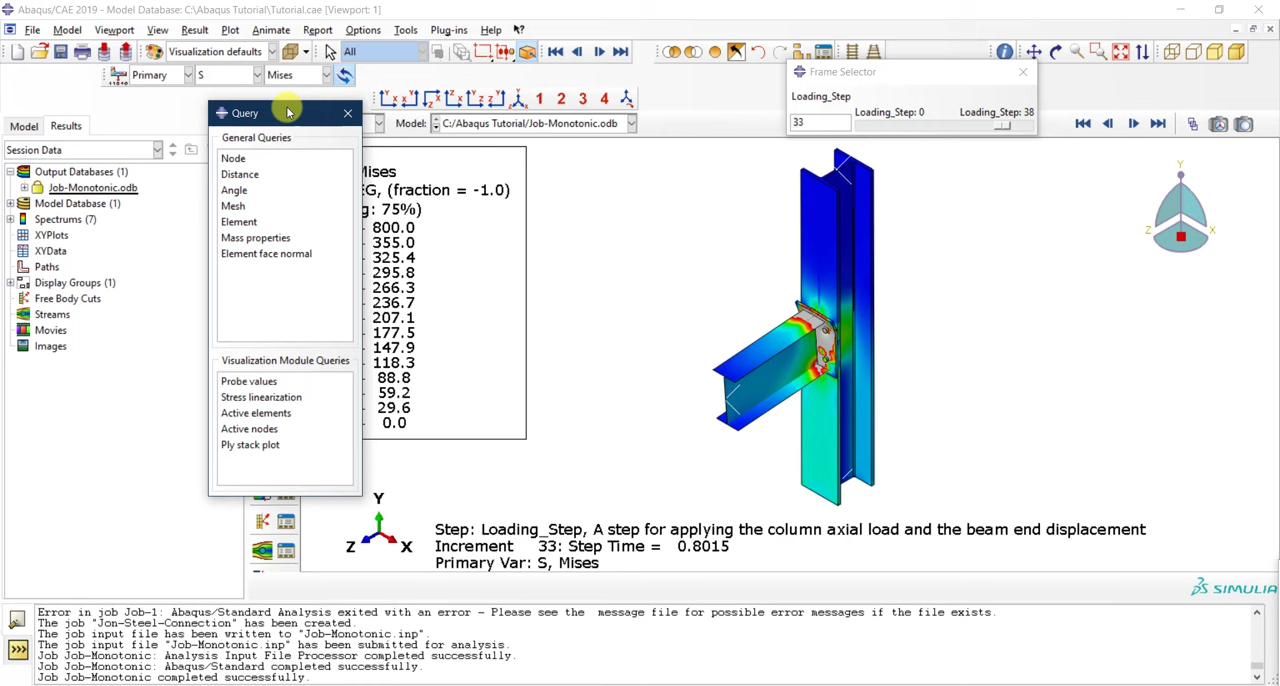 Abaqus/CAE 2019 - Model Database: C:\Abaqus Tutorial\Tutorial.cae [Viewport: 1]
File Model Viewport View Result Plot Animate Report Options Tools Plug-ins Help
Visualization defaults All
Primary S Mises
1 2 3 4
Frame Selector
Loading_Step
Loading_Step: 0 Loading_Step: 38
33
Model Results
Model: C:/Abaqus Tutorial/Job-Monotonic.odb
Session Data
Output Databases (1)
Job-Monotonic.odb
Model Database (1)
Spectrums (7)
XYPlots
XYData
Paths
Display Groups (1)
Free Body Cuts
Streams
Movies
Images
Query
General Queries
Node
Distance
Angle
Mesh
Element
Mass properties
Element face normal
Visualization Module Queries
Probe values
Stress linearization
Active elements
Active nodes
Ply stack plot
Mises
EG, (fraction = -1.0)
g: 75%)
800.0
355.0
325.4
295.8
266.3
236.7
207.1
177.5
147.9
118.3
88.8
59.2
29.6
0.0
Y
Z X
Y
Z X
Step: Loading_Step, A step for applying the column axial load and the beam end displacement
Increment 33: Step Time = 0.8015
Primary Var: S, Mises
SIMULIA
Error in job Job-1: Abaqus/Standard Analysis exited with an error - Please see the message file for possible error messages if the file exists.
The job "Jon-Steel-Connection" has been created.
The job input file has been written to "Job-Monotonic.inp".
The job input file "Job-Monotonic.inp" has been submitted for analysis.
Job Job-Monotonic: Analysis Input File Processor completed successfully.
Job Job-Monotonic: Abaqus/Standard completed successfully.
Job Job-Monotonic completed successfully.